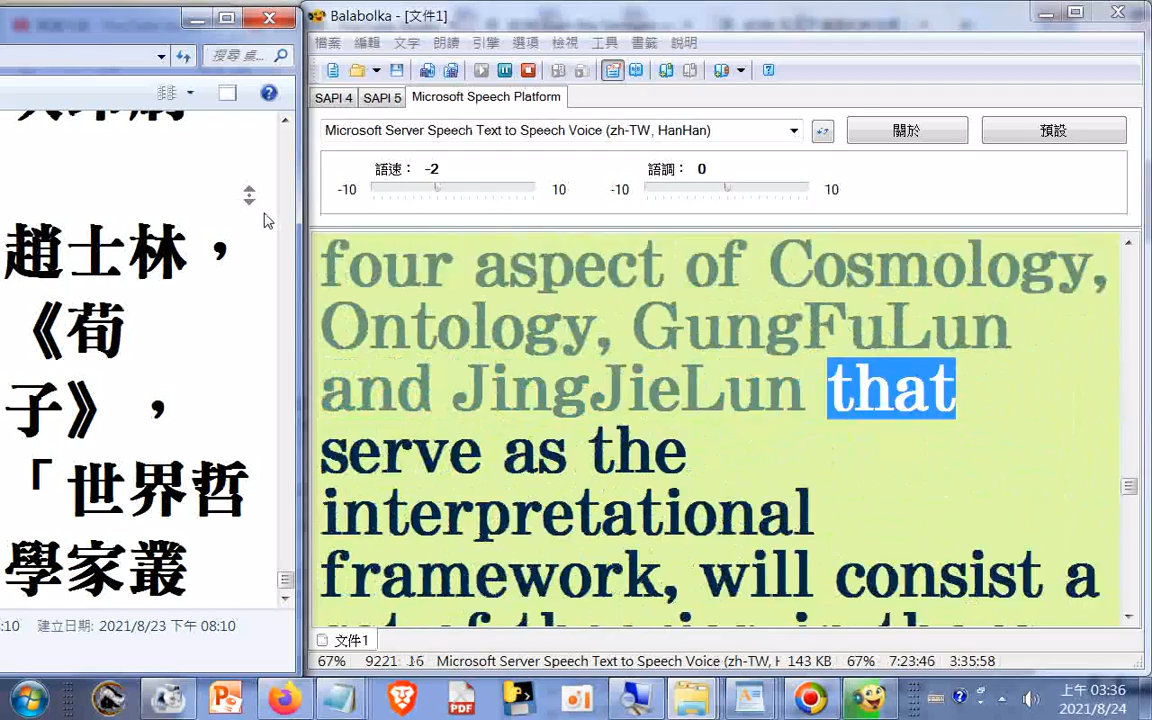 Balabolka - [文件1]
檔案 編輯 文字 朗讀 引擎 選項 檢視 工具 書籤 說明
SAPI 4 SAPI 5 Microsoft Speech Platform
Microsoft Server Speech Text to Speech Voice (zh-TW, HanHan)
關於
預設
語速： -2
-10 10
語調： 0
-10 10
four aspect of Cosmology,
Ontology, GungFuLun
and JingJieLun that
serve as the
interpretational
framework, will consist a
文件1
67% 9221: 16 Microsoft Server Speech Text to Speech Voice (zh-TW, H 143 KB 67% 7:23:46 3:35:58
搜尋 桌...
趙士林，
《荀
子》，
「世界哲
學家叢
:10 建立日期: 2021/8/23 下午 08:10
PDF
上午 03:36
2021/8/24